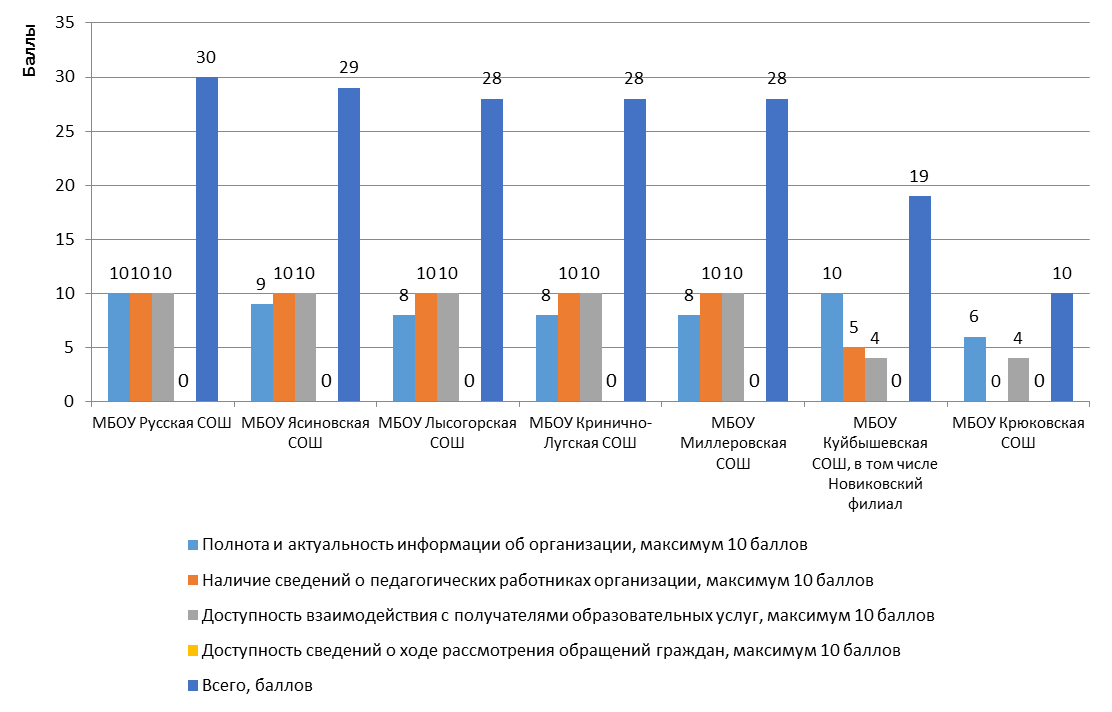 Баллы
35
30
25
20
15
10
5
0
10 10 10 0 30
9 10 10 0 29
8 10 10 0 28
8 10 10 0 28
8 10 10 0 28
10 5 4 0 19
6 0 4 0 10
МБОУ Русская СОШ
МБОУ Ясиновская
СОШ
МБОУ Лысогорская
СОШ
МБОУ Кринично-
Лугская СОШ
МБОУ
Миллеровская
СОШ
МБОУ
Куйбышевская
СОШ, в том числе
Новиковский
филиал
МБОУ Крюковская
СОШ
Полнота и актуальность информации об организации, максимум 10 баллов
Наличие сведений о педагогических работниках организации, максимум 10 баллов
Доступность взаимодействия с получателями образовательных услуг, максимум 10 баллов
Доступность сведений о ходе рассмотрения обращений граждан, максимум 10 баллов
Всего, баллов